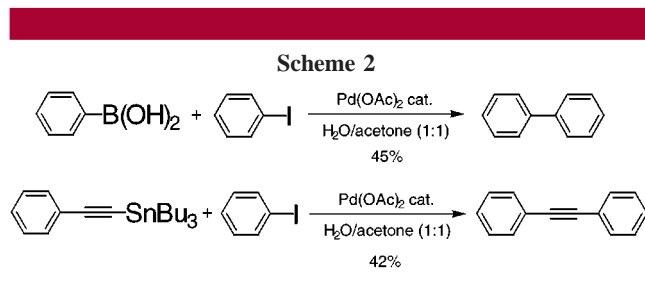 Scheme 2
B(OH)₂ + I Pd(OAc)₂ cat.
H₂O/acetone (1:1)
45%
SnBu₃ + I Pd(OAc)₂ cat.
H₂O/acetone (1:1)
42%